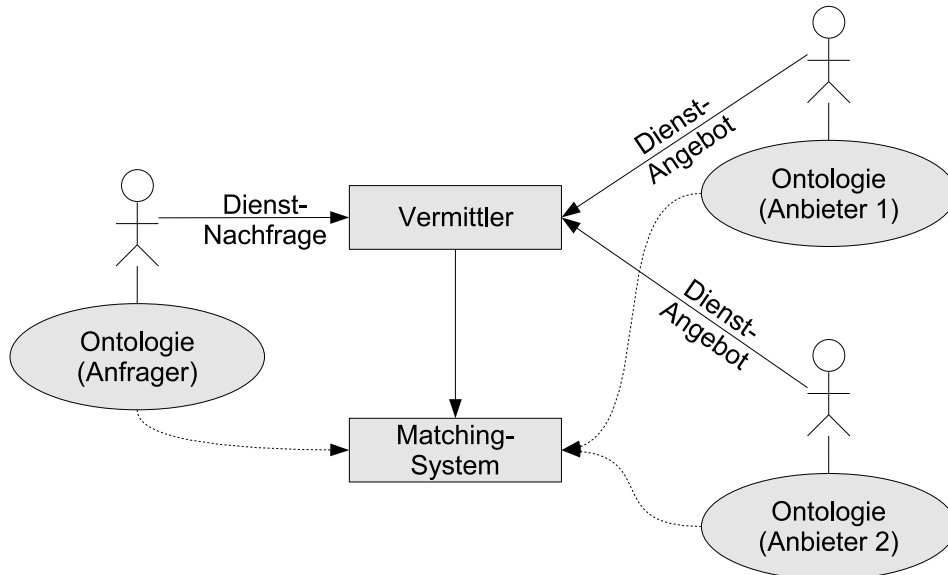 Dienst-
Nachfrage
Ontologie
(Anfrager)
Vermittler
Matching-
System
Dienst-
Angebot
Ontologie
(Anbieter 1)
Dienst-
Angebot
Ontologie
(Anbieter 2)